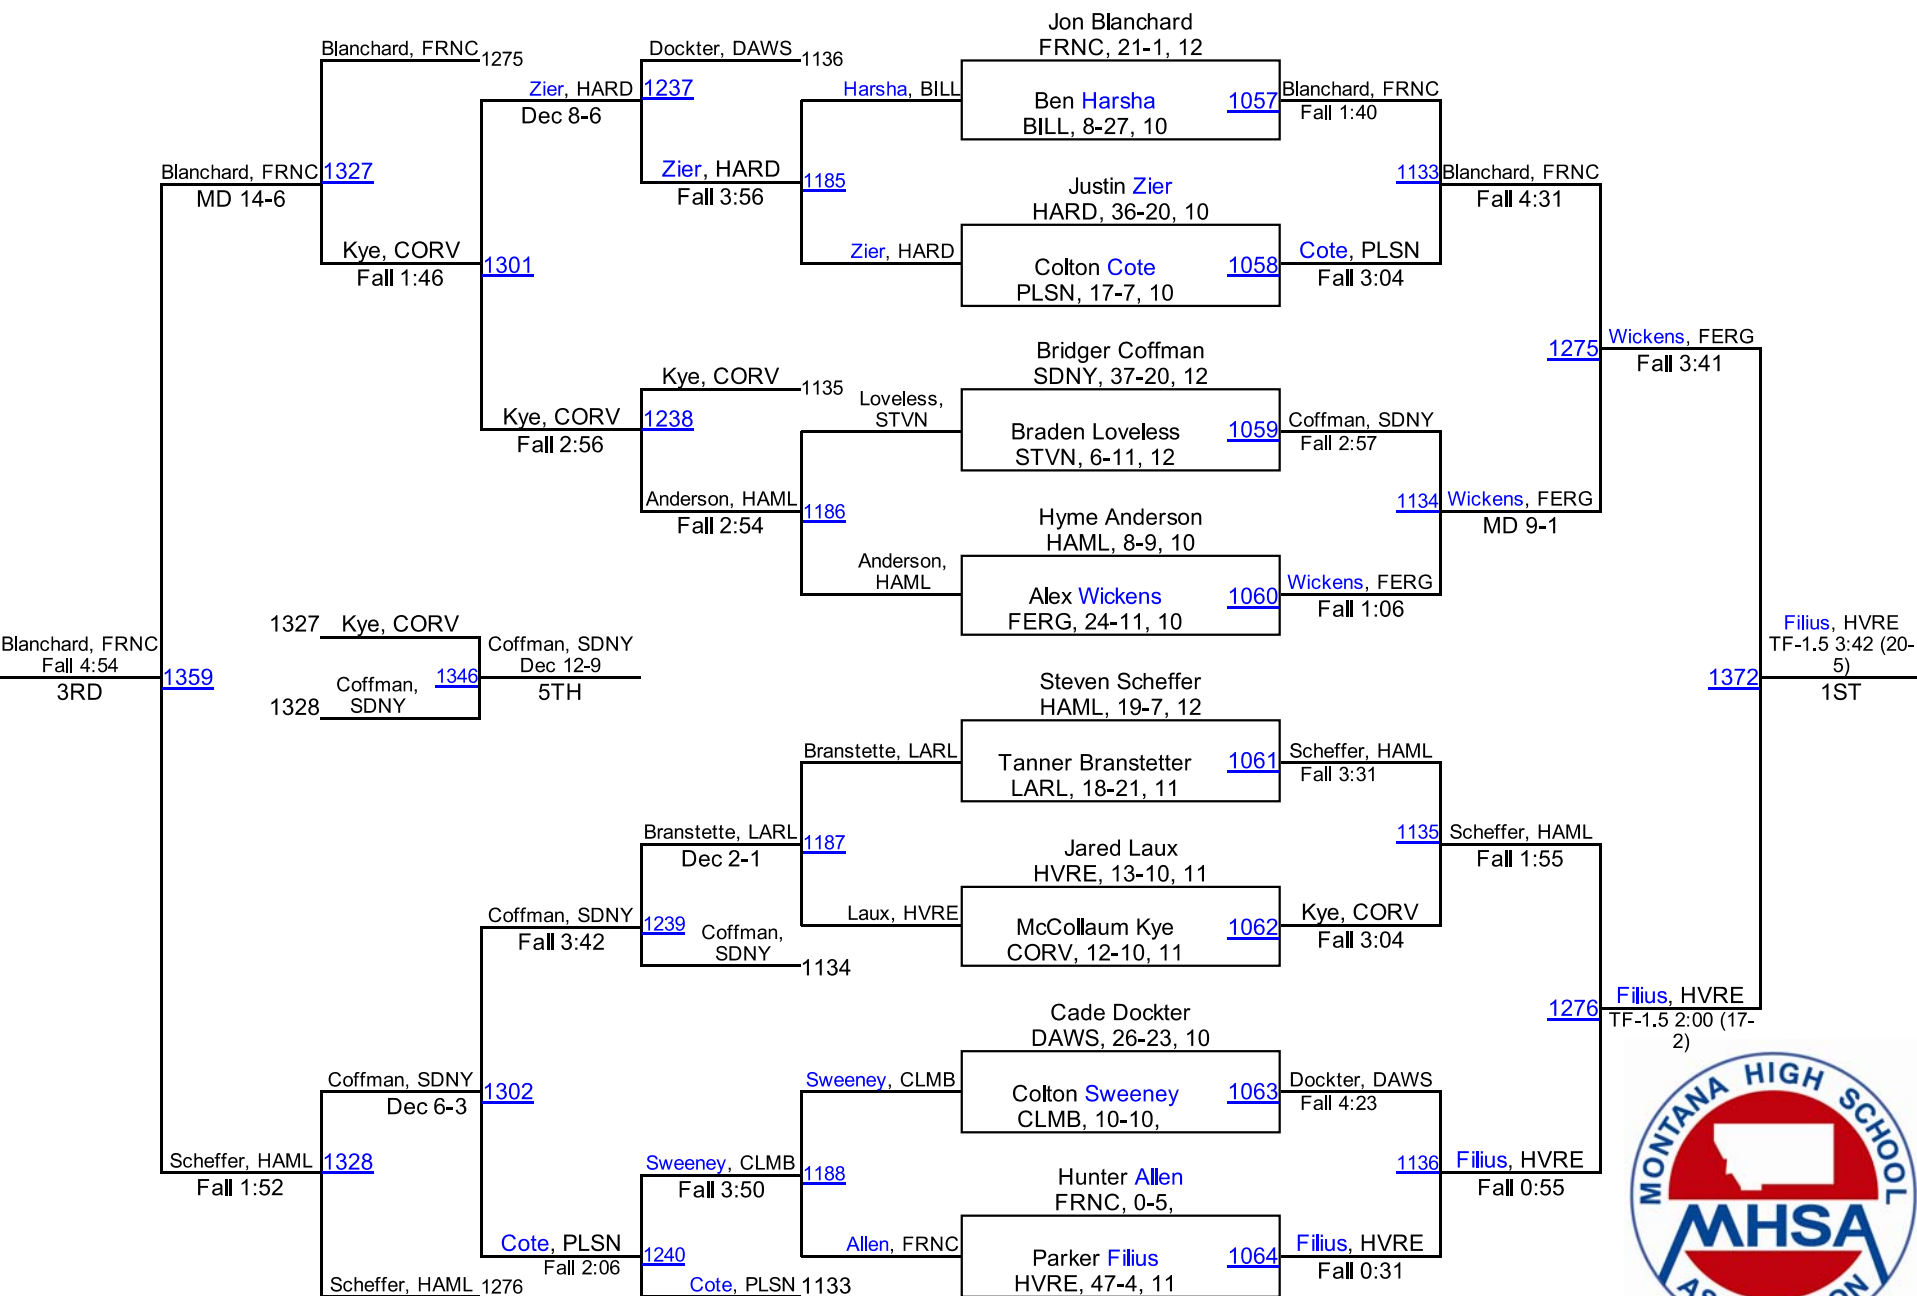 Jon Blanchard
FRNC, 21-1, 12
Blanchard, FRNC
1275
Dockter, DAWS
1136
Zier, HARD
1237
Dec 8-6
Harsha, BILL
Ben Harsha
1057
BILL, 8-27, 10
Blanchard, FRNC
Fall 1:40
Blanchard, FRNC
1327
MD 14-6
Zier, HARD
Fall 3:56
1185
Justin Zier
HARD, 36-20, 10
1133
Blanchard, FRNC
Fall 4:31
Kye, CORV
Fall 1:46
1301
Zier, HARD
Colton Cote
1058
PLSN, 17-7, 10
Cote, PLSN
Fall 3:04
Bridger Coffman
SDNY, 37-20, 12
1275
Wickens, FERG
Fall 3:41
Kye, CORV
1135
Kye, CORV
1238
Fall 2:56
Loveless,
STVN
Braden Loveless
1059
STVN, 6-11, 12
Coffman, SDNY
Fall 2:57
Anderson, HAML
Fall 2:54
1186
Hyme Anderson
HAML, 8-9, 10
1134
Wickens, FERG
MD 9-1
Anderson,
HAML
Alex Wickens
1060
FERG, 24-11, 10
Wickens, FERG
Fall 1:06
Blanchard, FRNC
Fall 4:54
3RD
1359
1327
Kye, CORV
1328
Coffman,
SDNY
1346
Coffman, SDNY
Dec 12-9
5TH
Filius, HVRE
TF-1.5 3:42 (20-
5)
1ST
1372
Steven Scheffer
HAML, 19-7, 12
Branstette, LARL
Tanner Branstetter
1061
LARL, 18-21, 11
Scheffer, HAML
Fall 3:31
Branstette, LARL
Dec 2-1
1187
Jared Laux
HVRE, 13-10, 11
1135
Scheffer, HAML
Fall 1:55
Coffman, SDNY
Fall 3:42
1239
Coffman,
SDNY
1134
Laux, HVRE
McCollaum Kye
1062
CORV, 12-10, 11
Kye, CORV
Fall 3:04
Cade Dockter
DAWS, 26-23, 10
1276
Filius, HVRE
TF-1.5 2:00 (17-
2)
Coffman, SDNY
Dec 6-3
1302
Sweeney, CLMB
Colton Sweeney
1063
CLMB, 10-10,
Dockter, DAWS
Fall 4:23
Scheffer, HAML
1328
Fall 1:52
Sweeney, CLMB
Fall 3:50
1188
Hunter Allen
FRNC, 0-5,
1136
Filius, HVRE
Fall 0:55
Cote, PLSN
Fall 2:06
1240
Allen, FRNC
Parker Filius
1064
HVRE, 47-4, 11
Filius, HVRE
Fall 0:31
Scheffer, HAML
1276
Cote, PLSN
1133
MONTANA HIGH SCHOOL
MHSA